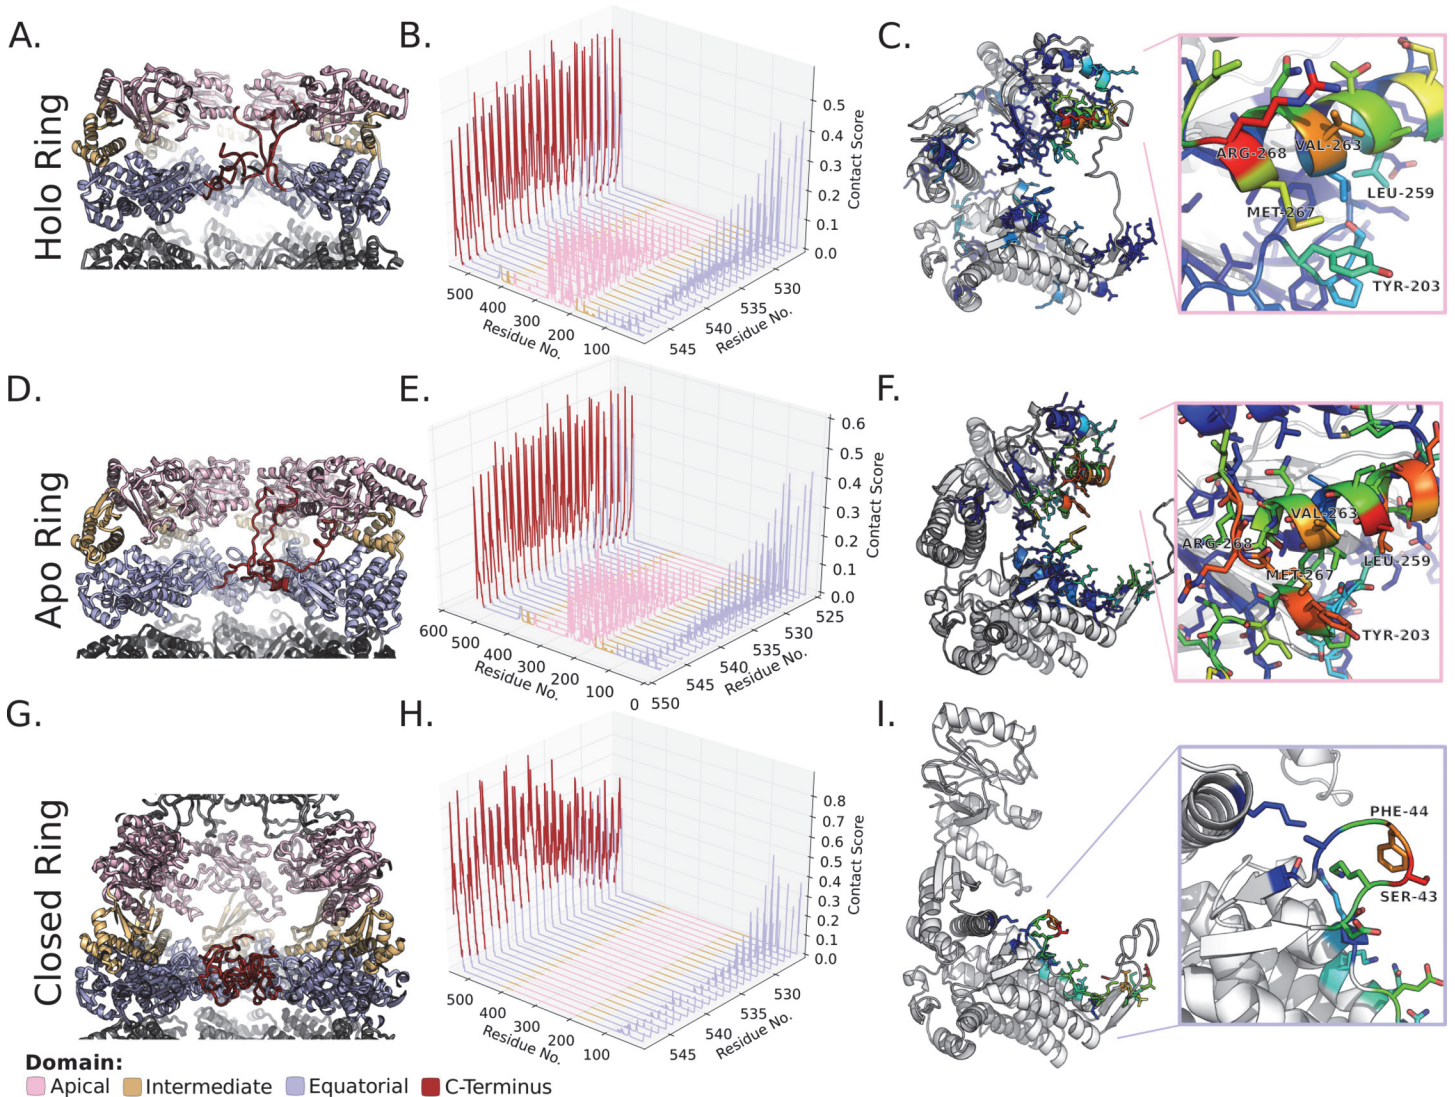 A.
B.
C.
Holo Ring
0.5
0.4
0.3
0.2
0.1
0.0
Contact Score
500
400
300
200
100
Residue No.
545
540
535
530
Residue No.
ARG-268
VAL-263
LEU-259
MET-267
TYR-203
D.
E.
F.
Apo Ring
0.6
0.5
0.4
0.3
0.2
0.1
0.0
Contact Score
600
500
400
300
200
100
0
Residue No.
550
545
540
535
530
525
Residue No.
VAL-263
ARG-268
LEU-259
MET-267
TYR-203
G.
H.
I.
Closed Ring
0.8
0.7
0.6
0.5
0.4
0.3
0.2
0.1
0.0
Contact Score
500
400
300
200
100
Residue No.
545
540
535
530
Residue No.
PHE-44
SER-43
Domain:
Apical Intermediate Equatorial C-Terminus